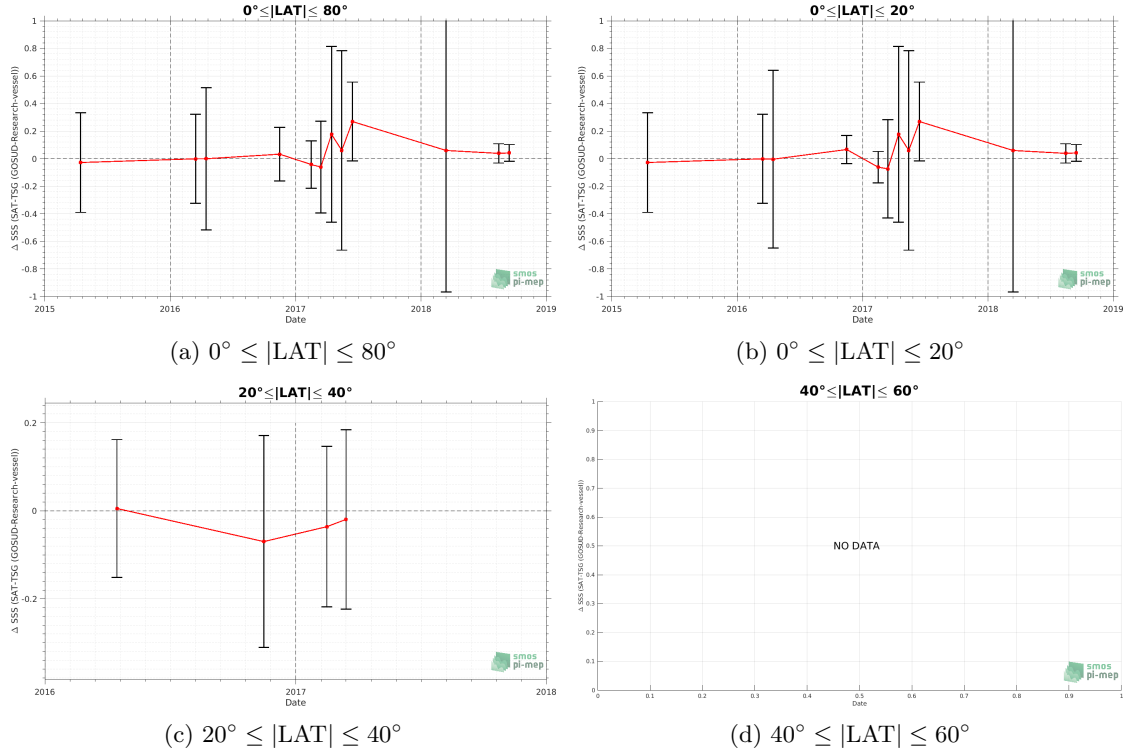 0°≤|LAT|≤ 80°
Δ SSS (SAT-TSG (GOSUD-Research-vessel))
1
0.8
0.6
0.4
0.2
0
-0.2
-0.4
-0.6
-0.8
-1
2015 2016 2017 2018 2019
Date
smos
pi-mep
(a) 0° ≤ |LAT| ≤ 80°
0°≤|LAT|≤ 20°
Δ SSS (SAT-TSG (GOSUD-Research-vessel))
1
0.8
0.6
0.4
0.2
0
-0.2
-0.4
-0.6
-0.8
-1
2015 2016 2017 2018 2019
Date
smos
pi-mep
(b) 0° ≤ |LAT| ≤ 20°
20°≤|LAT|≤ 40°
Δ SSS (SAT-TSG (GOSUD-Research-vessel))
0.2
0
-0.2
2016 2017 2018
Date
smos
pi-mep
(c) 20° ≤ |LAT| ≤ 40°
40°≤|LAT|≤ 60°
Δ SSS (SAT-TSG (GOSUD-Research-vessel))
1
0.9
0.8
0.7
0.6
0.5
0.4
0.3
0.2
0.1
0
NO DATA
0 0.1 0.2 0.3 0.4 0.5 0.6 0.7 0.8 0.9 1
Date
smos
pi-mep
(d) 40° ≤ |LAT| ≤ 60°